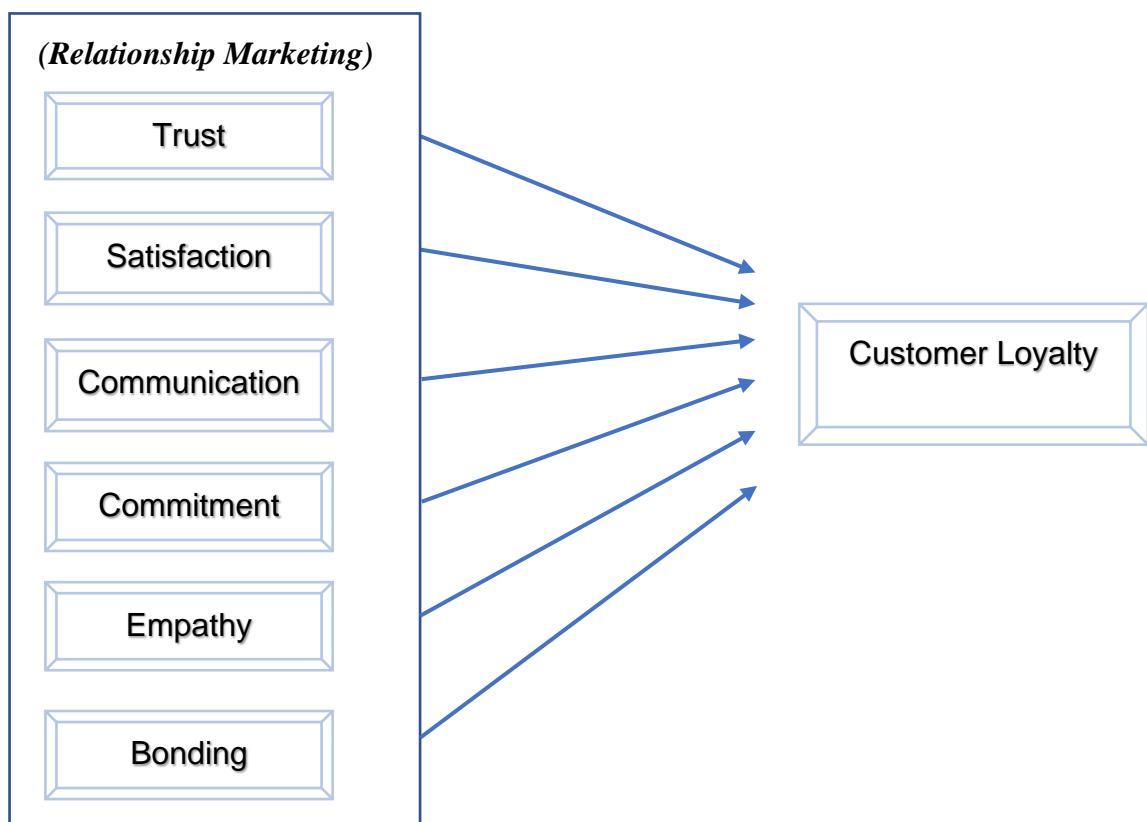 (Relationship Marketing)
Trust
Satisfaction
Communication
Commitment
Empathy
Bonding
Customer Loyalty